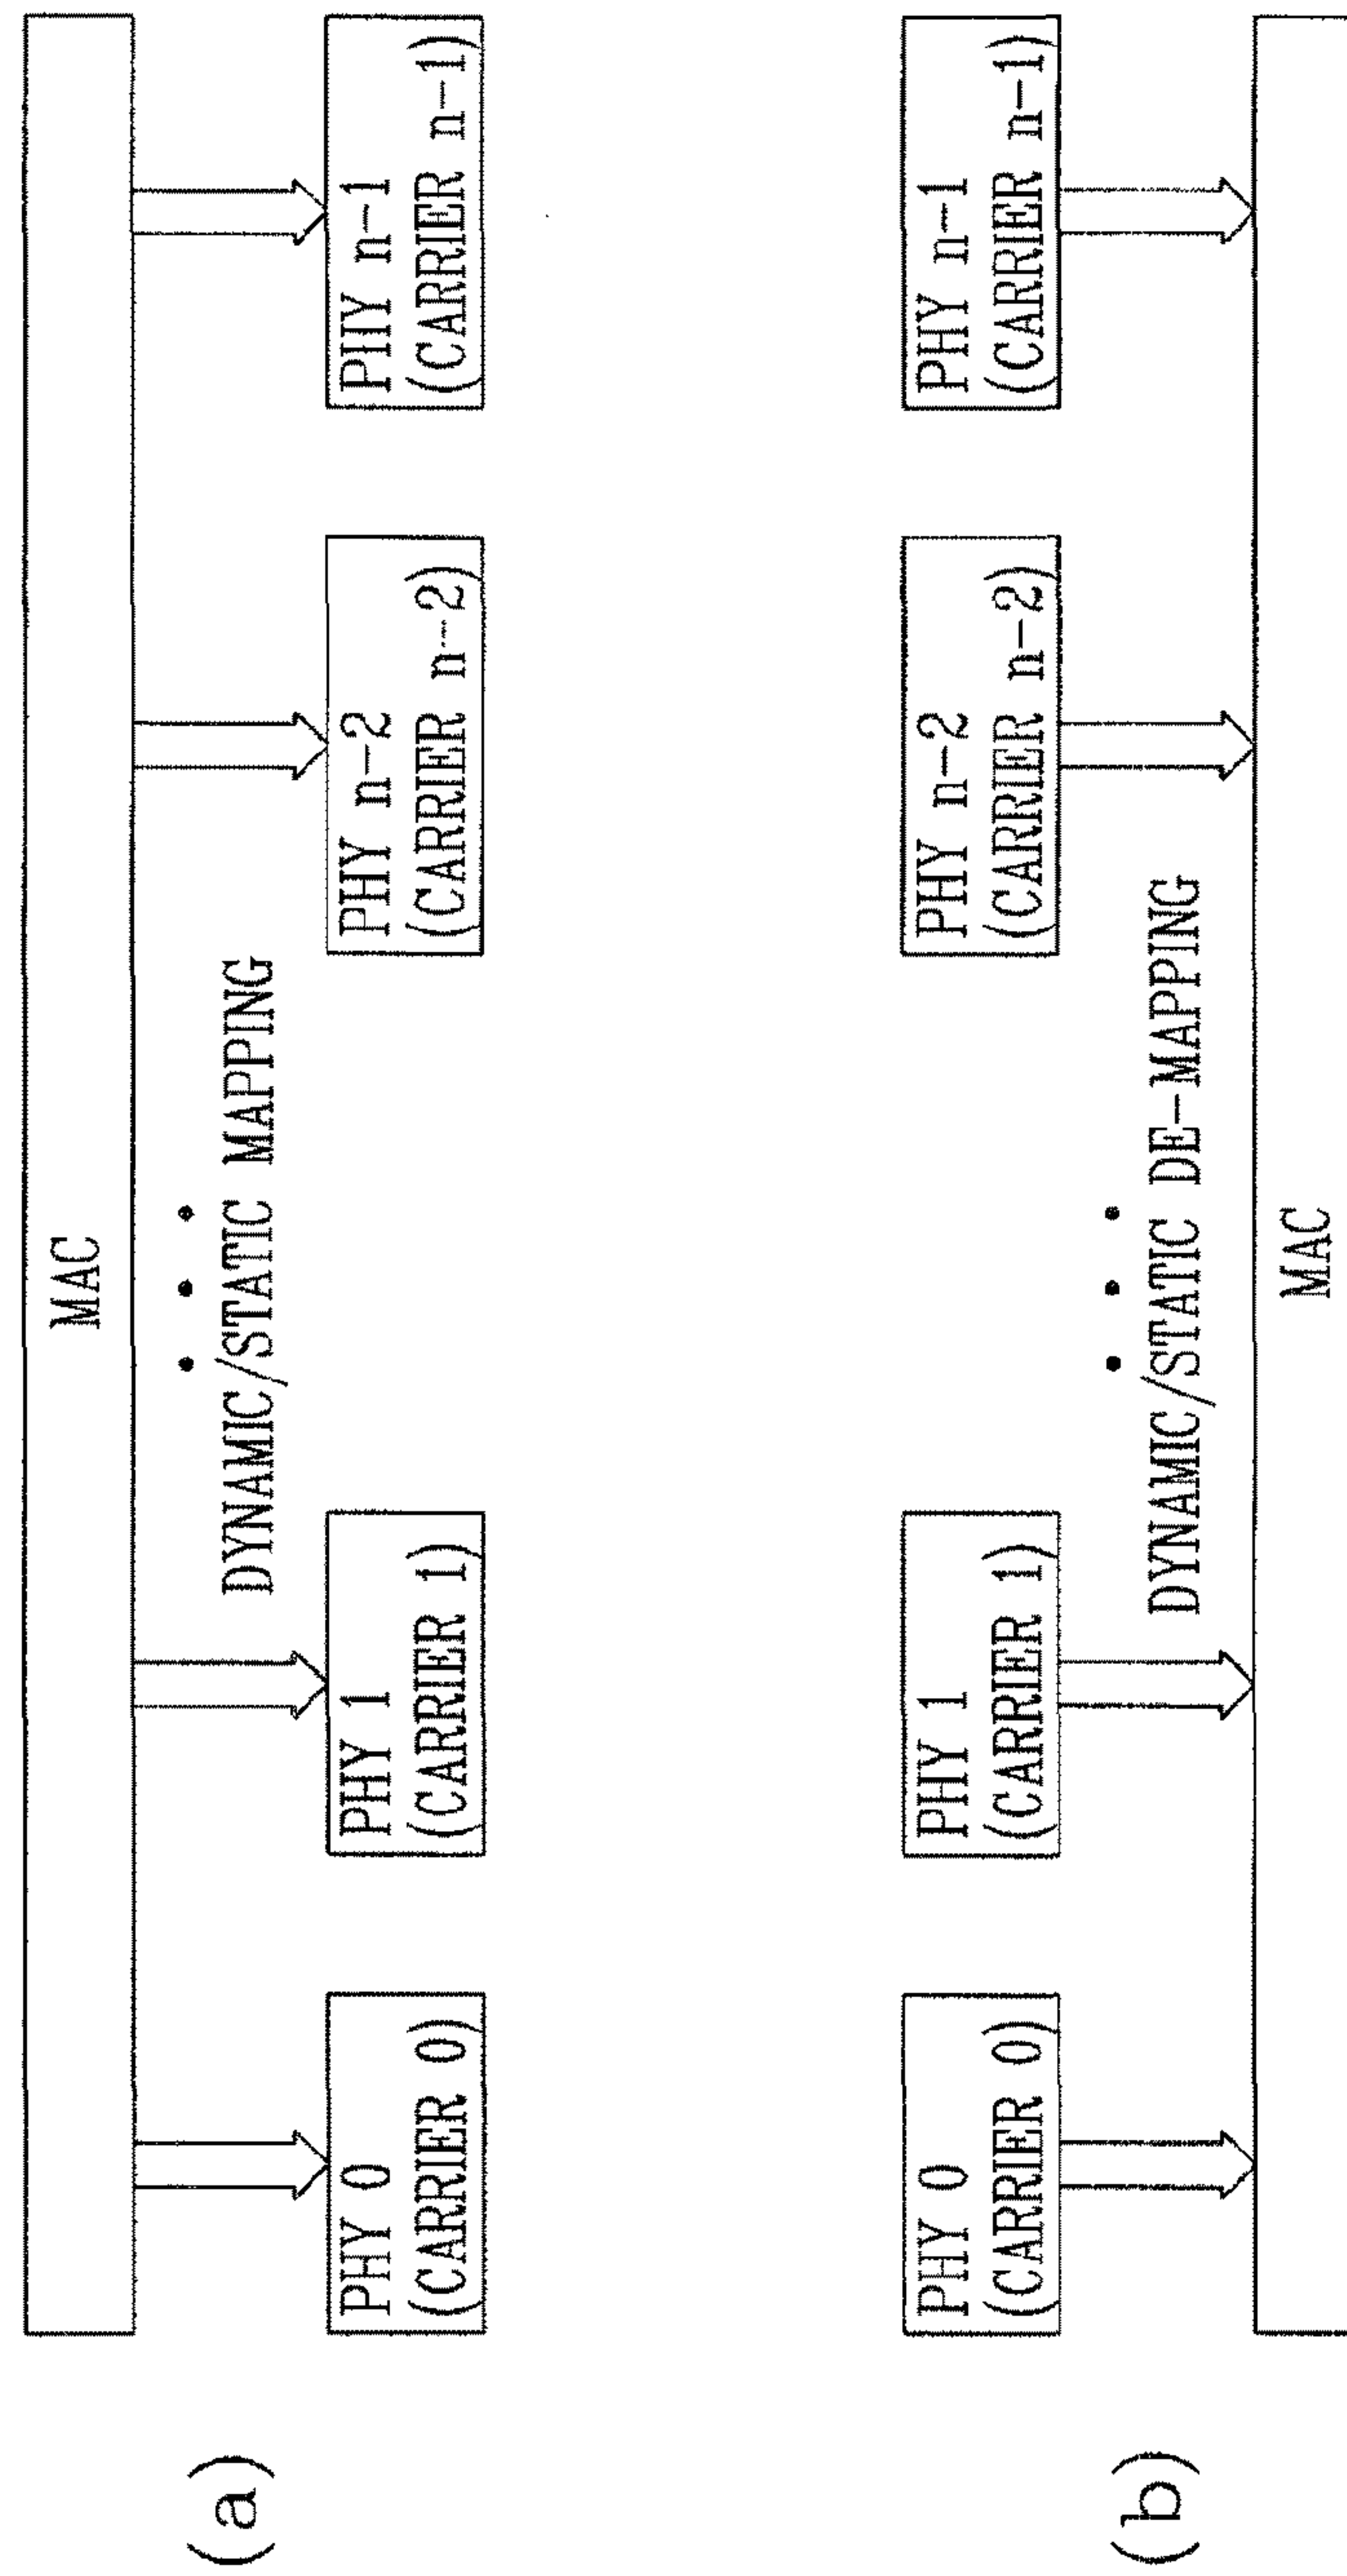 (a)
MAC
• • •
DYNAMIC/STATIC MAPPING
PHY 0
(CARRIER 0)
PHY 1
(CARRIER 1)
PHY n-2
(CARRIER n-2)
PHY n-1
(CARRIER n-1)
(b)
PHY 0
(CARRIER 0)
PHY 1
(CARRIER 1)
PHY n-2
(CARRIER n-2)
PHY n-1
(CARRIER n-1)
• • •
DYNAMIC/STATIC DE-MAPPING
MAC